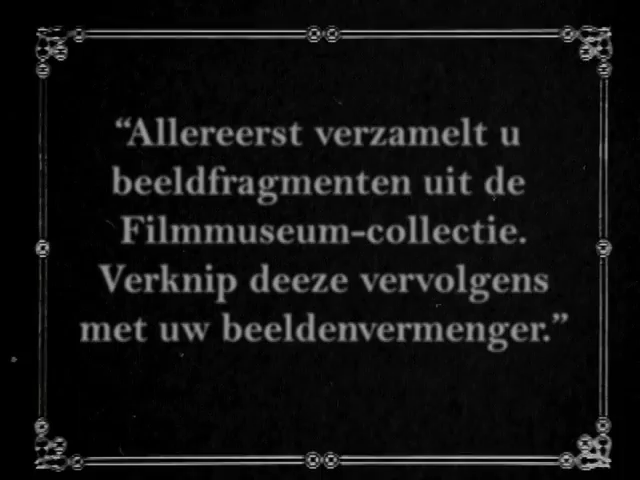 “Allereerst verzamelt u
beeldfragmenten uit de
Filmmuseum-collectie.
Verknip deeze vervolgens
met uw beeldenvermenger.”